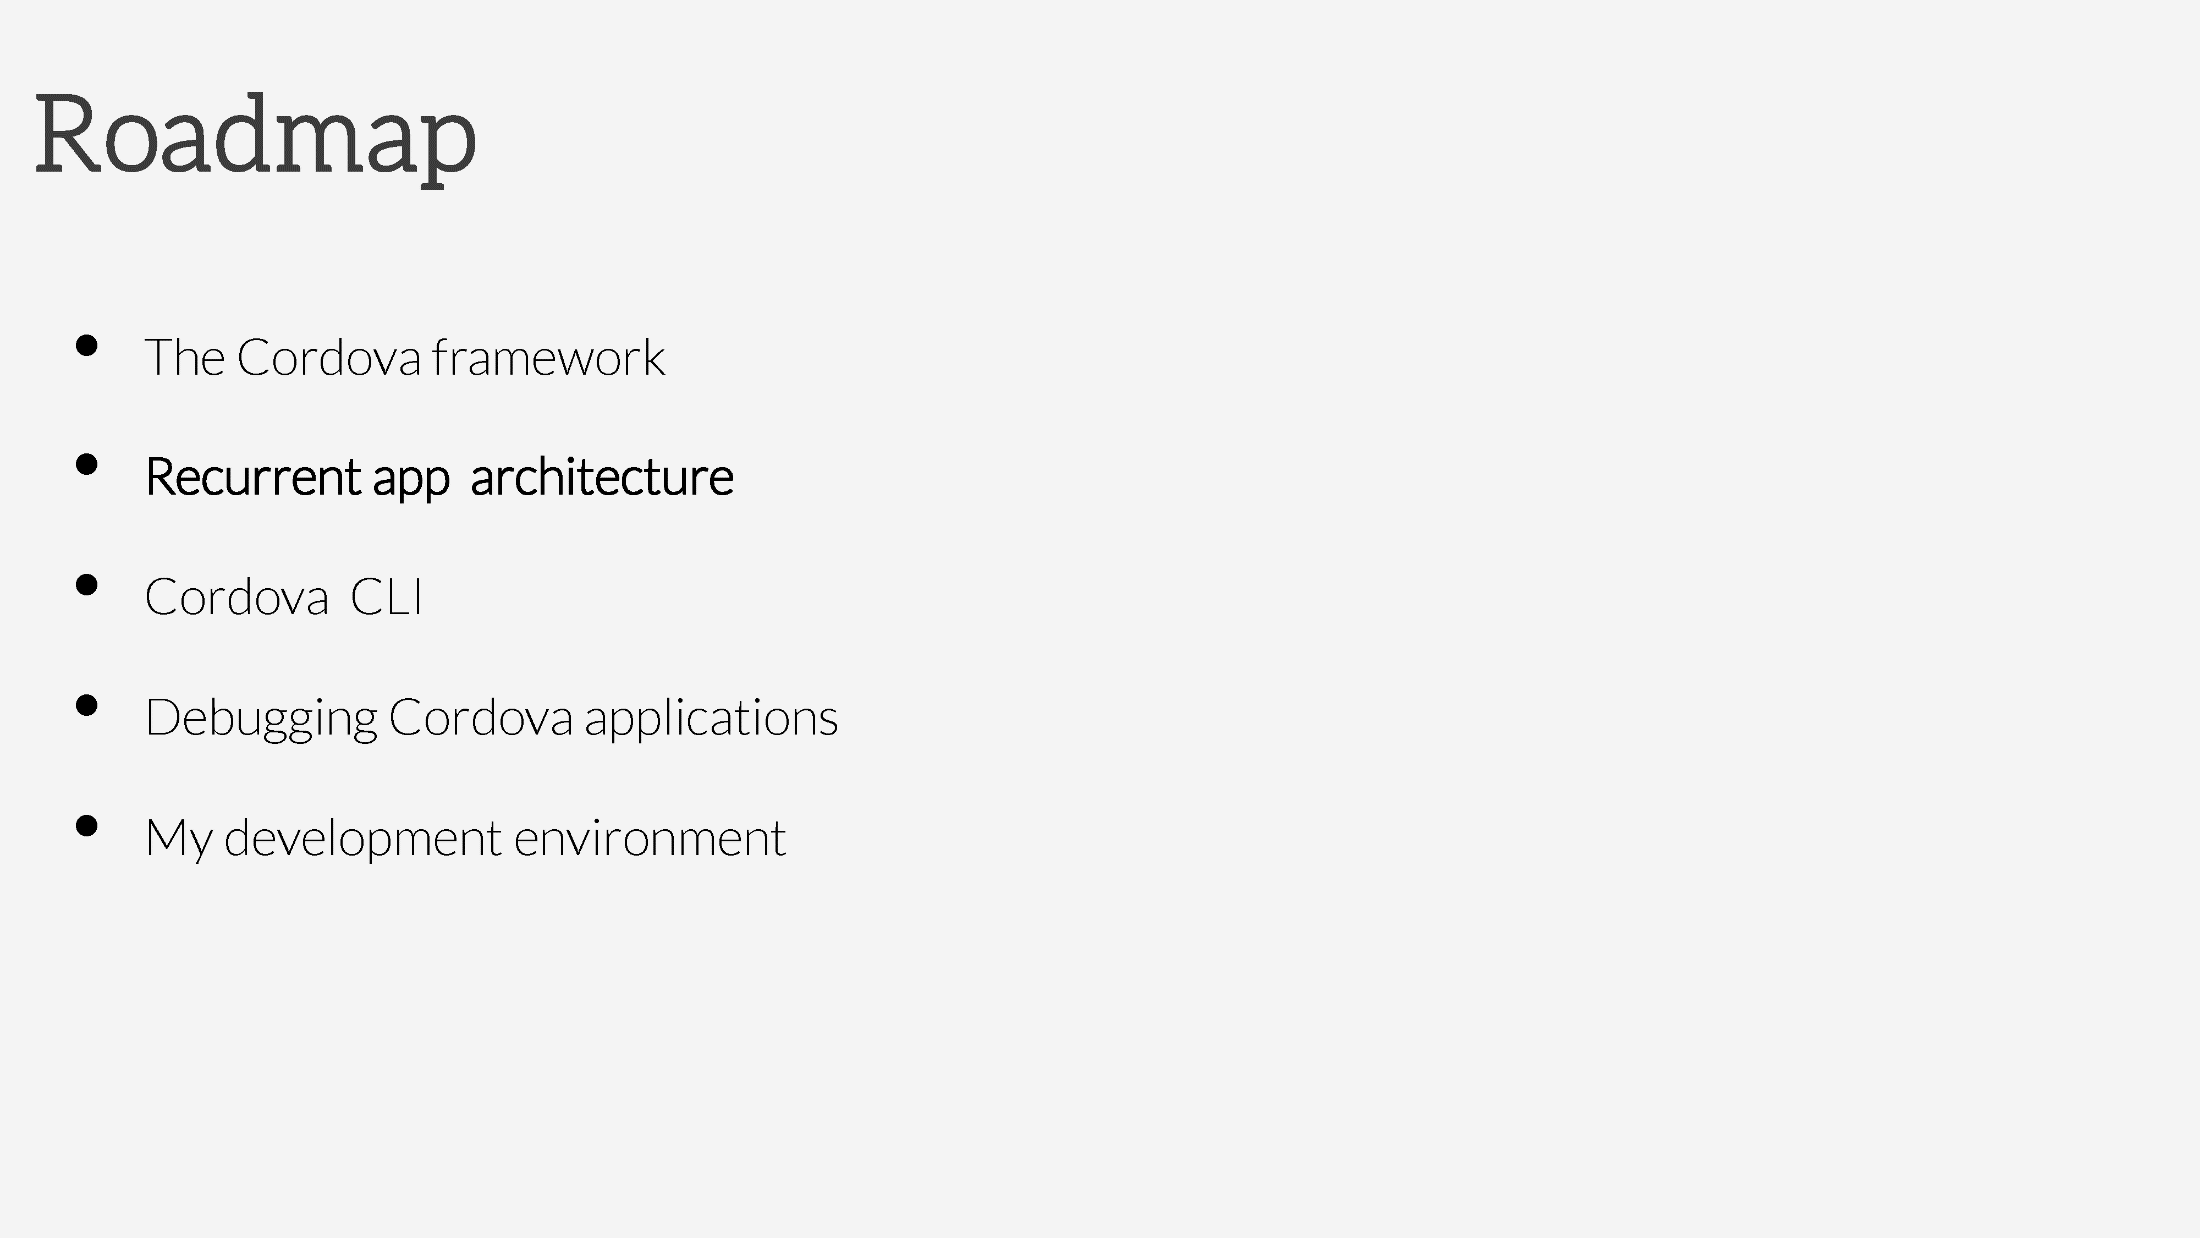 Roadmap
• The Cordova framework
• Recurrent app architecture
• Cordova CLI
• Debugging Cordova applications
• My development environment